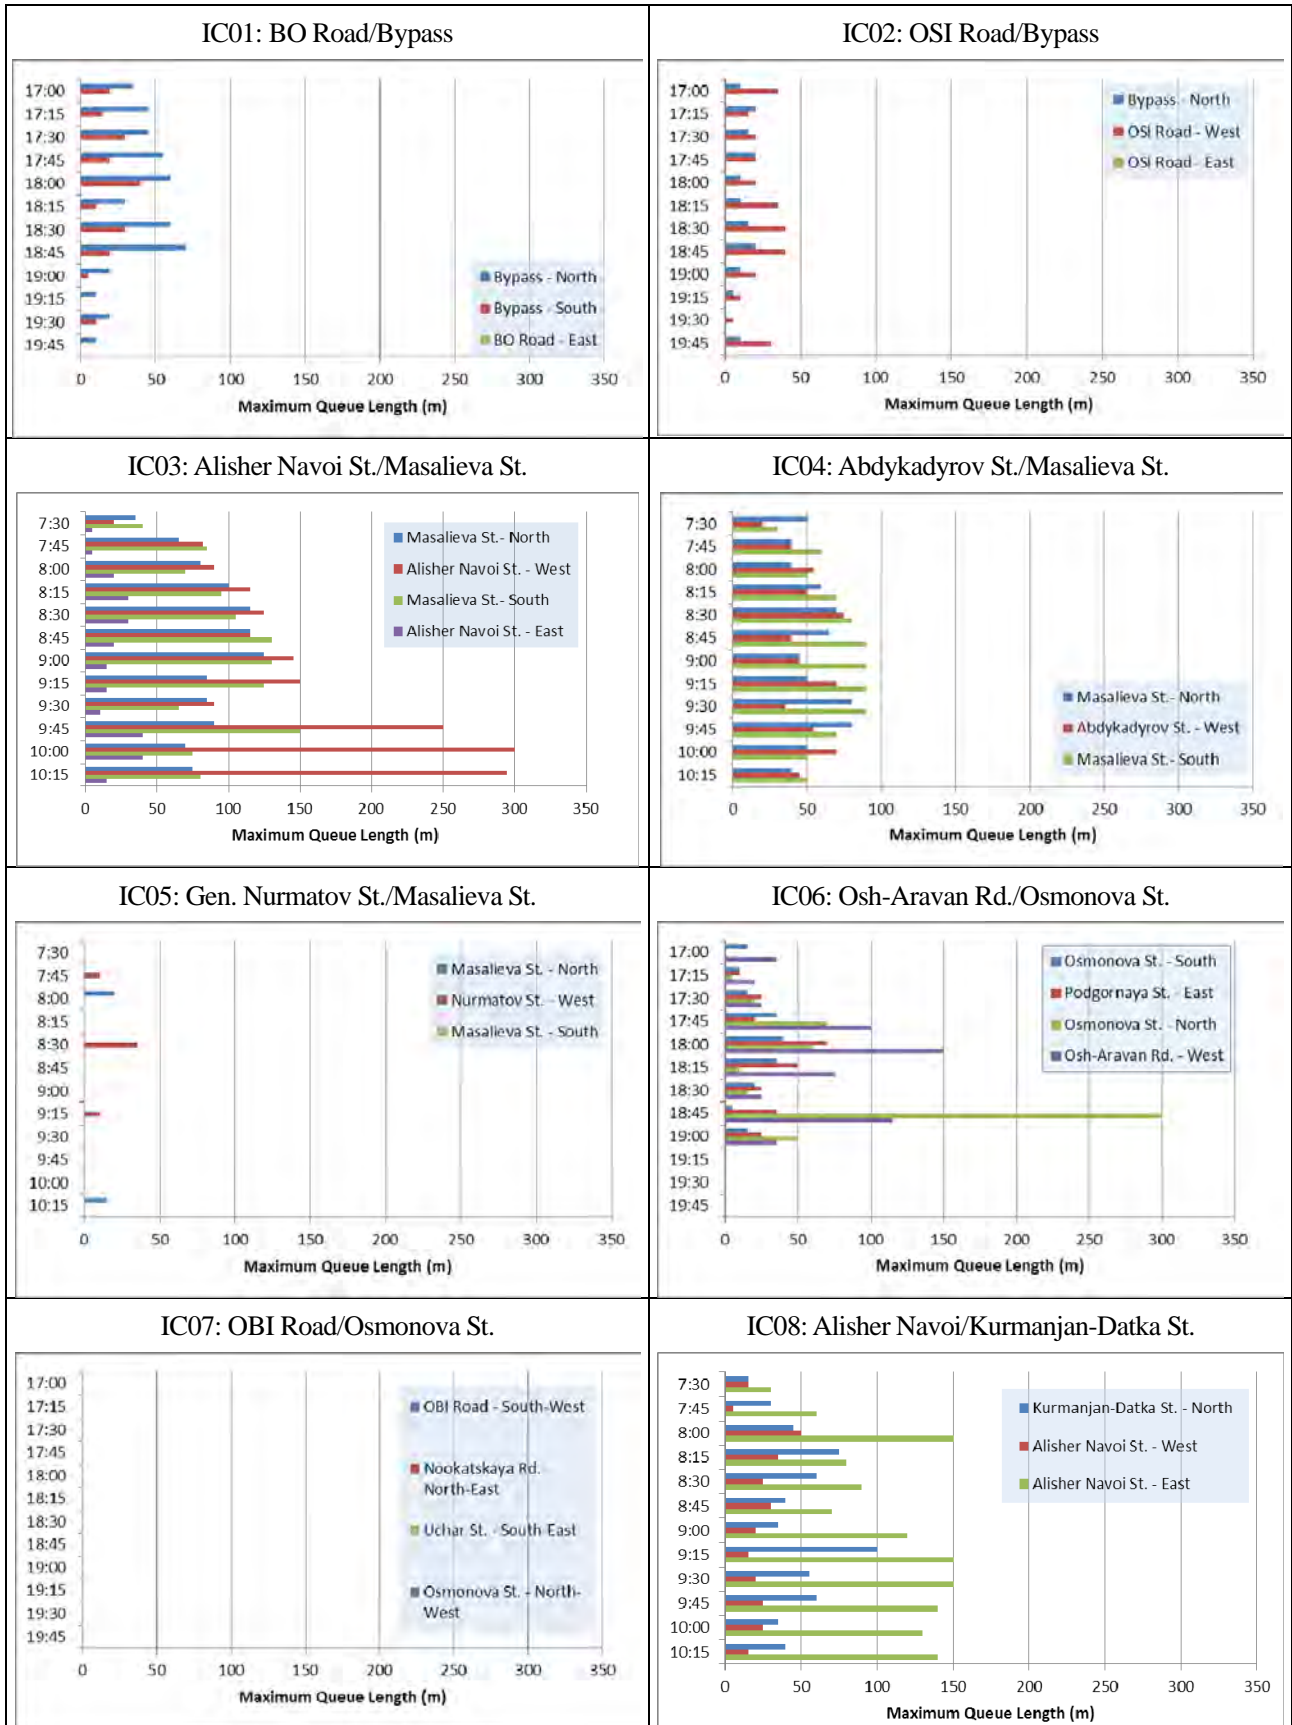 IC01: BO Road/Bypass
17:00
17:15
17:30
17:45
18:00
18:15
18:30
18:45
19:00
19:15
19:30
19:45
Bypass - North
Bypass - South
BO Road - East
0 50 100 150 200 250 300 350
Maximum Queue Length (m)
IC02: OSI Road/Bypass
17:00
17:15
17:30
17:45
18:00
18:15
18:30
18:45
19:00
19:15
19:30
19:45
Bypass - North
OSI Road - West
OSI Road - East
0 50 100 150 200 250 300 350
Maximum Queue Length (m)
IC03: Alisher Navoi St./Masalieva St.
7:30
7:45
8:00
8:15
8:30
8:45
9:00
9:15
9:30
9:45
10:00
10:15
Masalieva St.- North
Alisher Navoi St. - West
Masalieva St.- South
Alisher Navoi St. - East
0 50 100 150 200 250 300 350
Maximum Queue Length (m)
IC04: Abdykadyrov St./Masalieva St.
7:30
7:45
8:00
8:15
8:30
8:45
9:00
9:15
9:30
9:45
10:00
10:15
Masalieva St.- North
Abdykadyrov St. - West
Masalieva St.- South
0 50 100 150 200 250 300 350
Maximum Queue Length (m)
IC05: Gen. Nurmatov St./Masalieva St.
7:30
7:45
8:00
8:15
8:30
8:45
9:00
9:15
9:30
9:45
10:00
10:15
Masalieva St. - North
Nurmatov St. - West
Masalieva St. - South
0 50 100 150 200 250 300 350
Maximum Queue Length (m)
IC06: Osh-Aravan Rd./Osmonova St.
17:00
17:15
17:30
17:45
18:00
18:15
18:30
18:45
19:00
19:15
19:30
19:45
Osmonova St. - South
Podgornaya St. - East
Osmonova St. - North
Osh-Aravan Rd. - West
0 50 100 150 200 250 300 350
Maximum Queue Length (m)
IC07: OBI Road/Osmonova St.
17:00
17:15
17:30
17:45
18:00
18:15
18:30
18:45
19:00
19:15
19:30
19:45
OBI Road - South-West
Nookatskaya Rd. -
North-East
Uchar St. - South-East
Osmonova St. - North-
West
0 50 100 150 200 250 300 350
Maximum Queue Length (m)
IC08: Alisher Navoi/Kurmanjan-Datka St.
7:30
7:45
8:00
8:15
8:30
8:45
9:00
9:15
9:30
9:45
10:00
10:15
Kurmanjan-Datka St. - North
Alisher Navoi St. - West
Alisher Navoi St. - East
0 50 100 150 200 250 300 350
Maximum Queue Length (m)